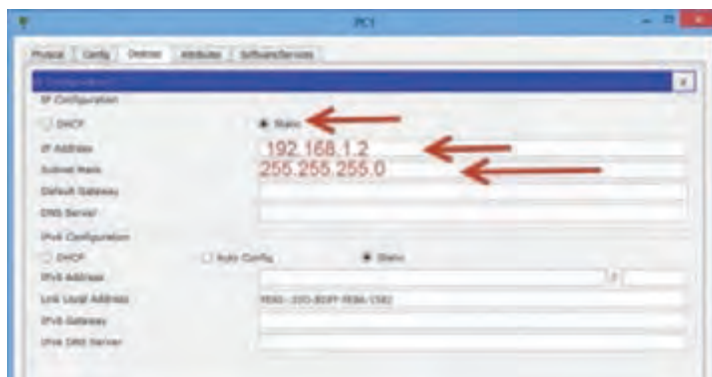 PC1
Physical Config Desktop Attributes Software/Services
X
IP Configuration
DHCP Static
IP Address 192.168.1.2
Subnet Mask 255.255.255.0
Default Gateway
DNS Server
IPv6 Configuration
DHCP Auto Config Static
IPv6 Address /
Link Local Address
IPv6 Gateway
IPv6 DNS Server